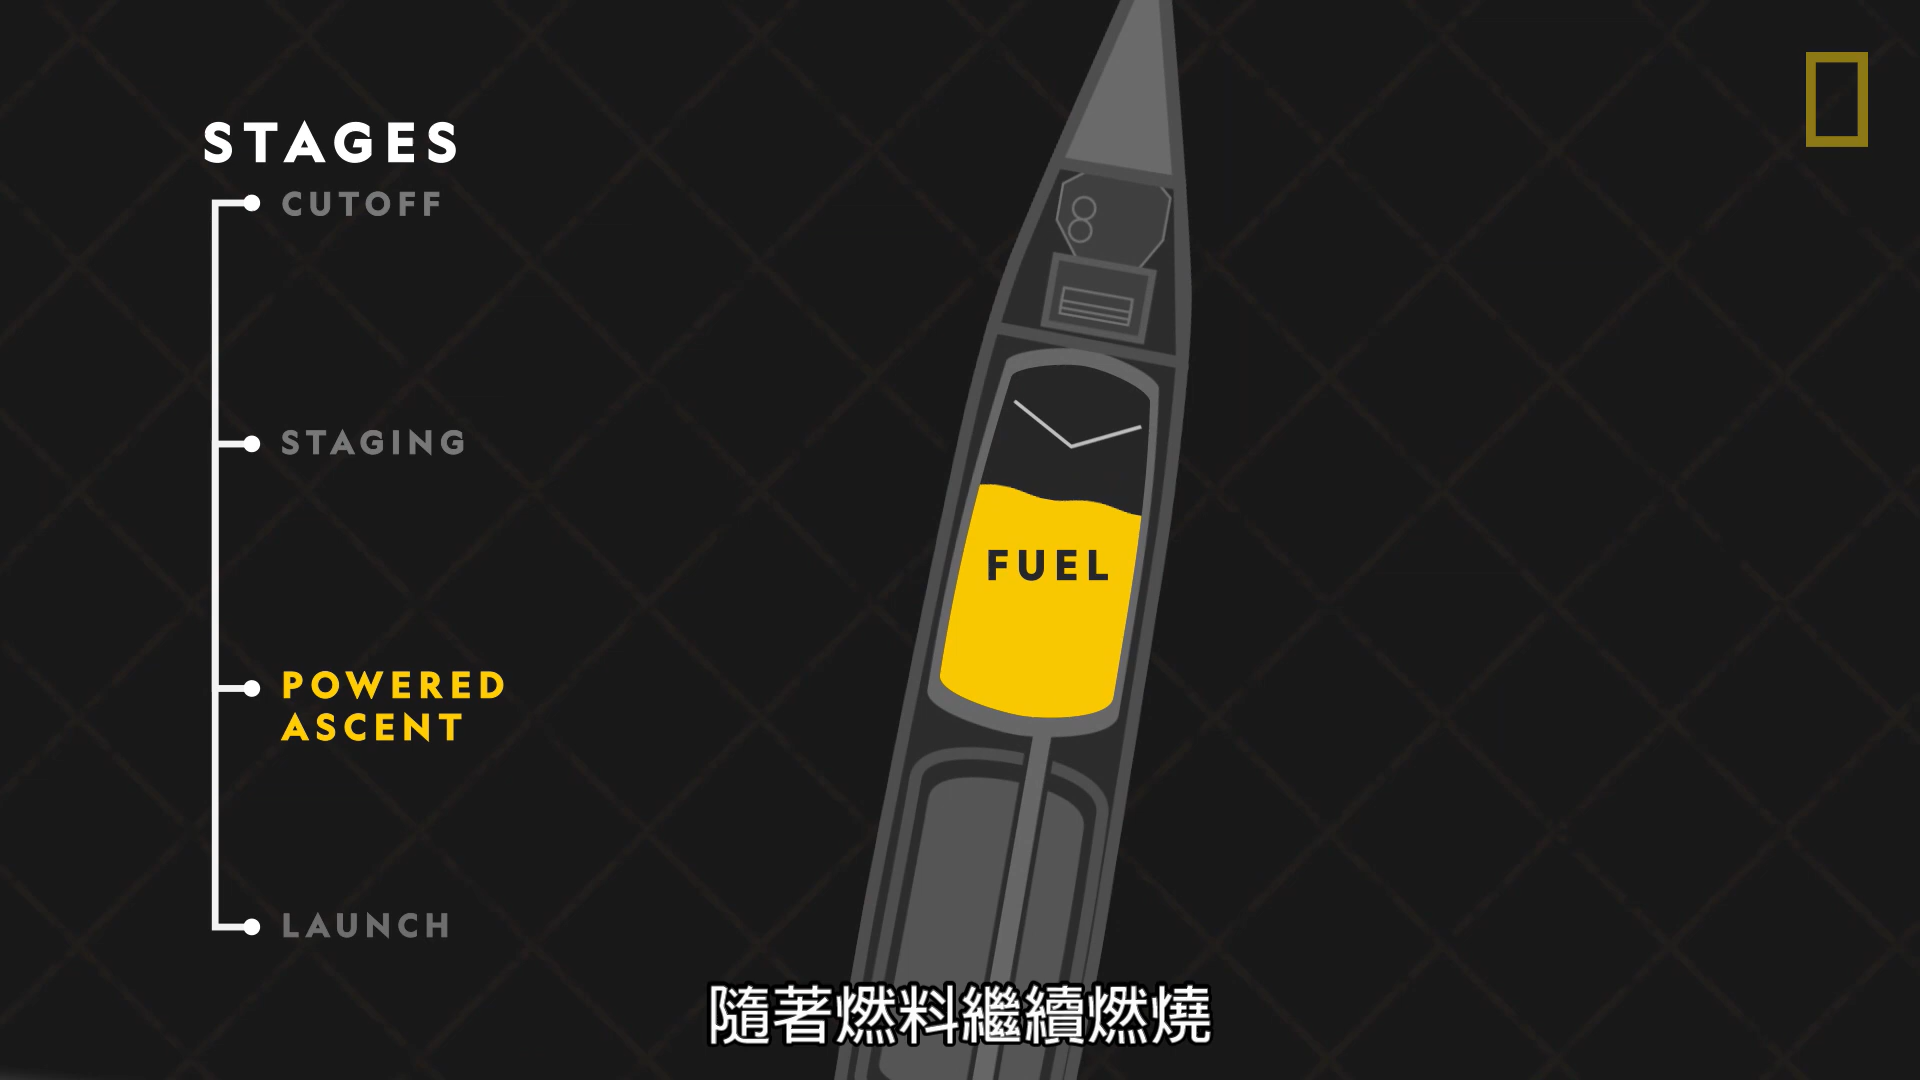 STAGES
CUTOFF
STAGING
POWERED
ASCENT
LAUNCH
FUEL
隨著燃料繼續燃燒